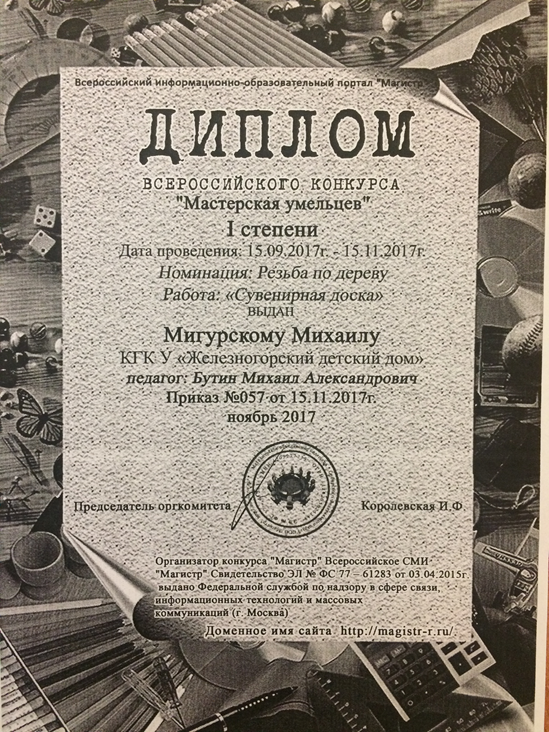 Всероссийский информационно-образовательный портал "Магистр
ДИПЛОМ
ВСЕРОССИЙСКОГО КОНКУРСА
"Мастерская умельцев"
I степени
Дата проведения: 15.09.2017г. - 15.11.2017г.
Номинация: Резьба по дереву
Работа: «Сувенирная доска»
ВЫДАН
Мигурскому Михаилу
КГК У «Железногорский детский дом»
педагог: Бутин Михаил Александрович
Приказ №057 от 15.11.2017г.
ноябрь 2017
Председатель оргкомитета
Королевская И.Ф
Организатор конкурса "Магистр" Всероссийское СМИ
"Магистр" Свидетельство ЭЛ № ФС 77 – 61283 от 03.04.2015г
выдано Федеральной службой по надзору в сфере связи,
информационных технологий и массовых
коммуникаций (г. Москва)
Доменное имя сайта http://magistr-r.ru/.